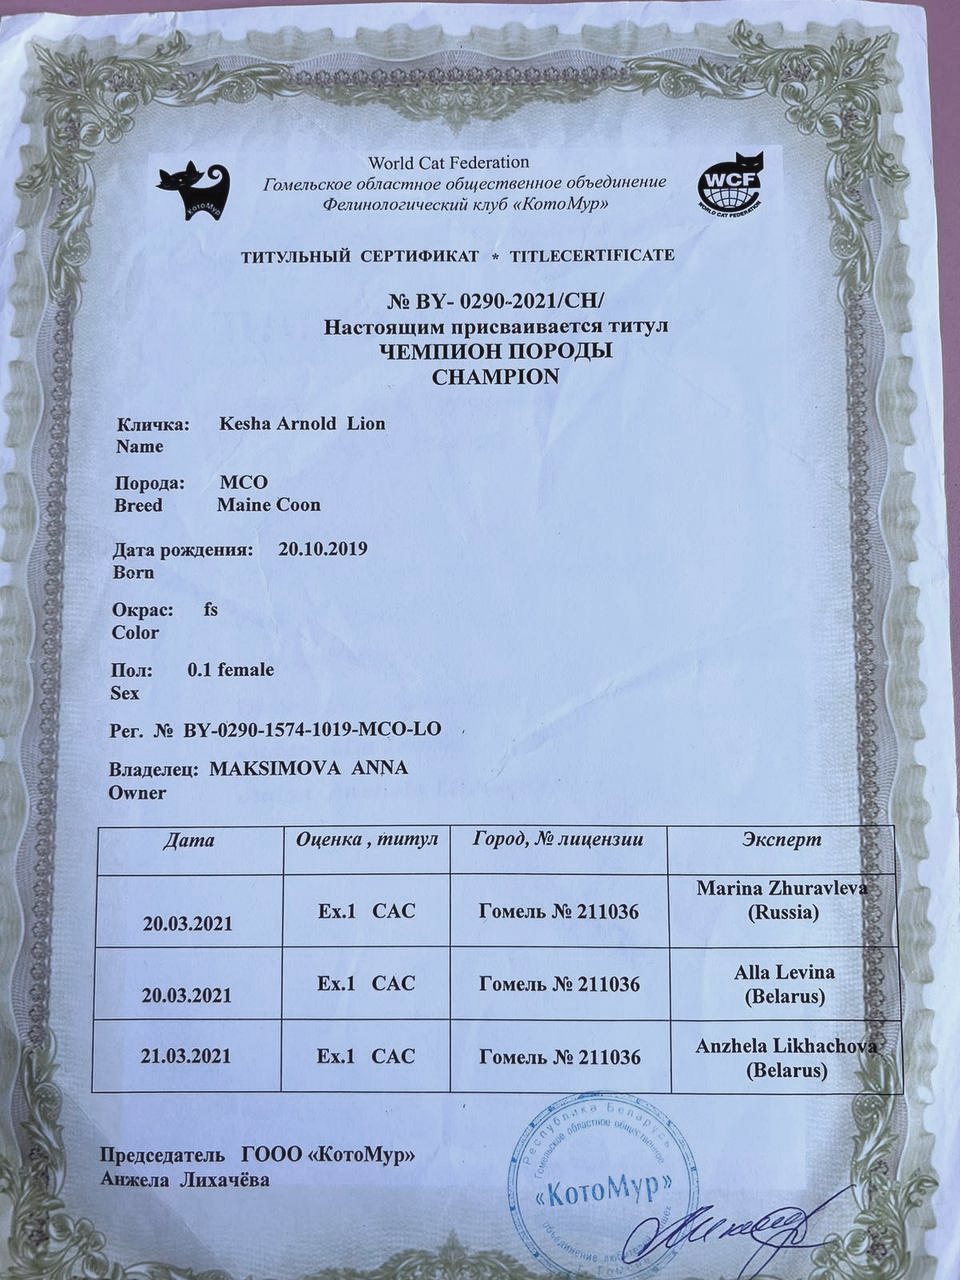 World Cat Federation
Гомельское областное общественное объединение
Фелинологический клуб «КотоМур»
КотоМур
WCF
WORLD CAT FEDERATION
ТИТУЛЬНЫЙ СЕРТИФИКАТ * TITLECERTIFICATE
№ BY- 0290-2021/CH/
Настоящим присваивается титул
ЧЕМПИОН ПОРОДЫ
CHAMPION
Кличка: Kesha Arnold Lion
Name
Порода: MCO
Breed Maine Coon
Дата рождения: 20.10.2019
Born
Окрас: fs
Color
Пол: 0.1 female
Sex
Рег. № BY-0290-1574-1019-MCO-LO
Владелец: MAKSIMOVA ANNA
Owner
Дата Оценка , титул Город, № лицензии Эксперт
20.03.2021 Ex.1 CAC Гомель № 211036 Marina Zhuravleva (Russia)
20.03.2021 Ex.1 CAC Гомель № 211036 Alla Levina (Belarus)
21.03.2021 Ex.1 CAC Гомель № 211036 Anzhela Likhachova (Belarus)
Председатель ГООО «КотоМур»
Анжела Лихачёва
Республика Беларусь
Гомельское областное общественное
«КотоМур»
объединение